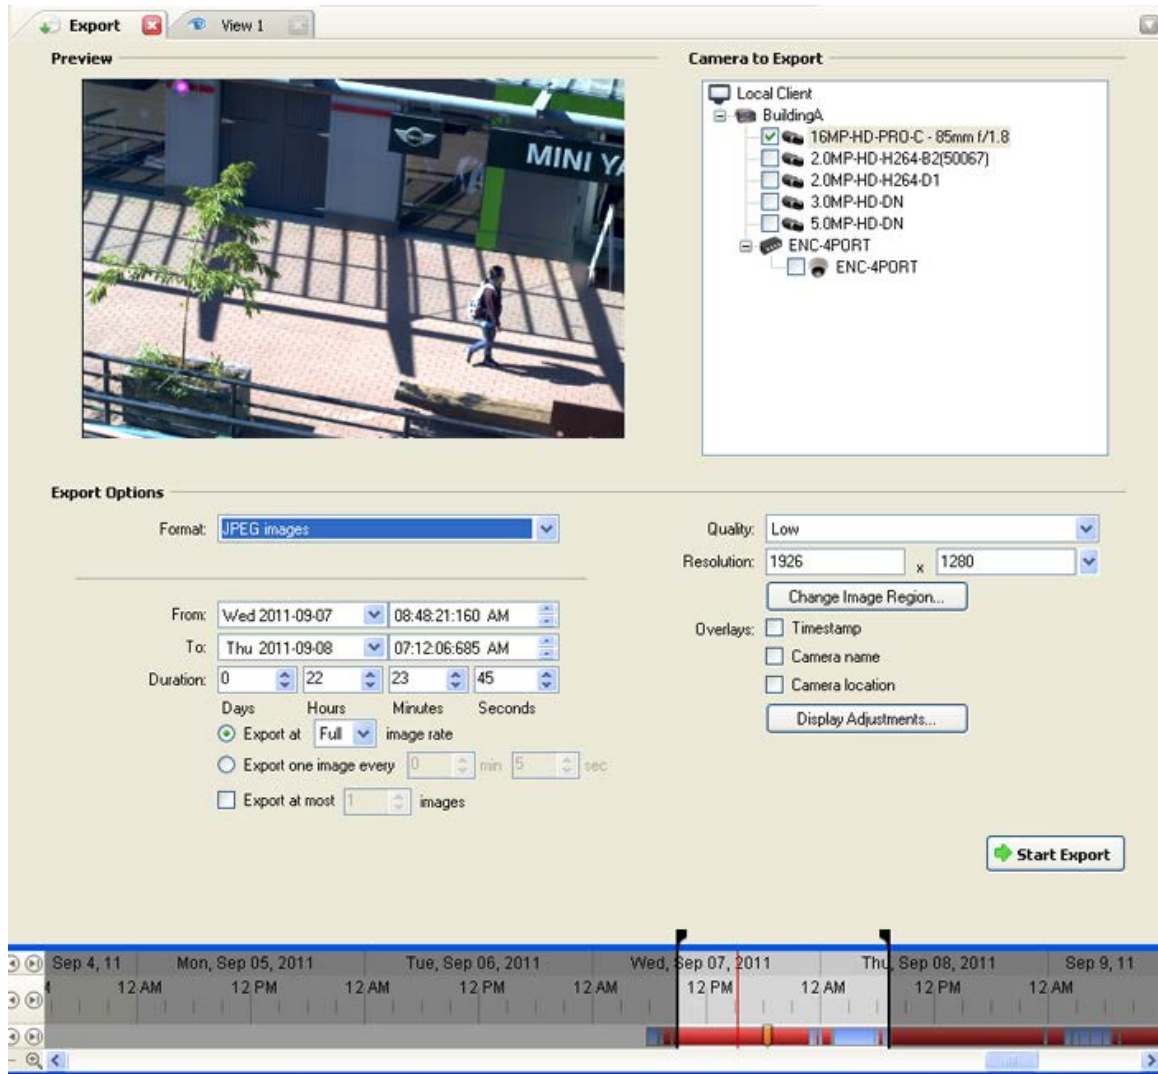 Export View 1
Preview
MINI YA
Camera to Export
Local Client
BuildingA
16MP-HD-PRO-C - 85mm f/1.8
2.0MP-HD-H264-B2(50067)
2.0MP-HD-H264-D1
3.0MP-HD-DN
5.0MP-HD-DN
ENC-4PORT
ENC-4PORT
Export Options
Format: JPEG images
From: Wed 2011-09-07 08:48:21:160 AM
To: Thu 2011-09-08 07:12:06:685 AM
Duration: 0 22 23 45
Days Hours Minutes Seconds
Export at Full image rate
Export one image every 0 min 5 sec
Export at most 1 images
Quality: Low
Resolution: 1926 x 1280
Change Image Region...
Overlays: Timestamp
Camera name
Camera location
Display Adjustments...
Start Export
Sep 4, 11 Mon, Sep 05, 2011 Tue, Sep 06, 2011 Wed, Sep 07, 2011 Thu, Sep 08, 2011 Sep 9, 11
12 AM 12 PM 12 AM 12 PM 12 AM 12 PM 12 AM 12 PM 12 AM